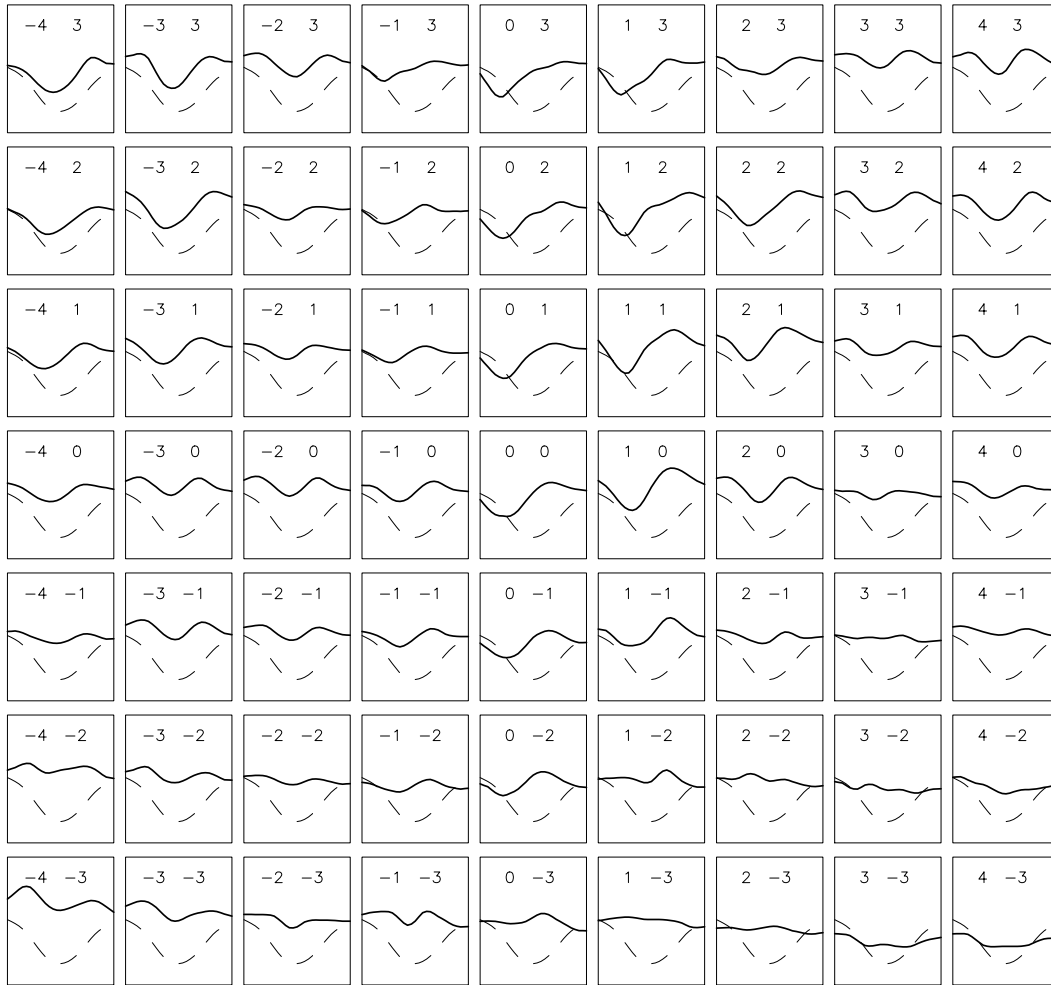 −4 3 −3 3 −2 3 −1 3 0 3 1 3 2 3 3 3 4 3
−4 2 −3 2 −2 2 −1 2 0 2 1 2 2 2 3 2 4 2
−4 1 −3 1 −2 1 −1 1 0 1 1 1 2 1 3 1 4 1
−4 0 −3 0 −2 0 −1 0 0 0 1 0 2 0 3 0 4 0
−4 −1 −3 −1 −2 −1 −1 −1 0 −1 1 −1 2 −1 3 −1 4 −1
−4 −2 −3 −2 −2 −2 −1 −2 0 −2 1 −2 2 −2 3 −2 4 −2
−4 −3 −3 −3 −2 −3 −1 −3 0 −3 1 −3 2 −3 3 −3 4 −3